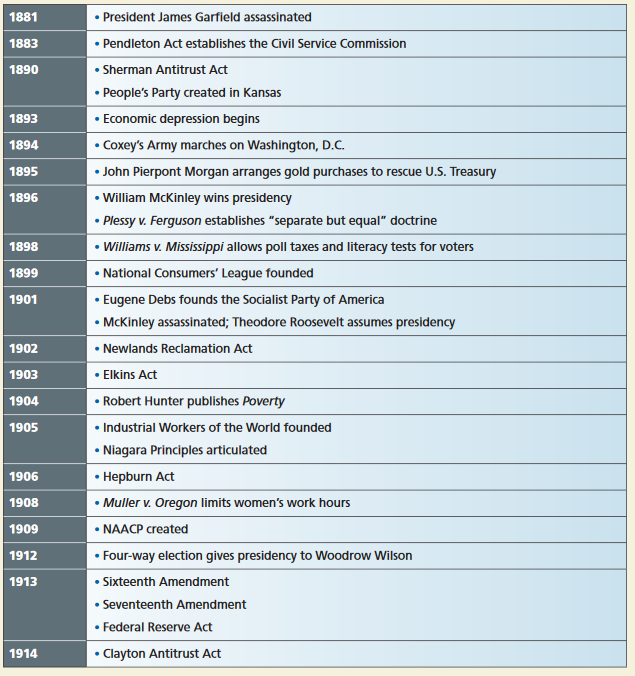 1881 • President James Garfield assassinated
1883 • Pendleton Act establishes the Civil Service Commission
1890 • Sherman Antitrust Act
• People's Party created in Kansas
1893 • Economic depression begins
1894 • Coxey's Army marches on Washington, D.C.
1895 • John Pierpont Morgan arranges gold purchases to rescue U.S. Treasury
1896 • William McKinley wins presidency
• Plessy v. Ferguson establishes “separate but equal” doctrine
1898 • Williams v. Mississippi allows poll taxes and literacy tests for voters
1899 • National Consumers' League founded
1901 • Eugene Debs founds the Socialist Party of America
• McKinley assassinated; Theodore Roosevelt assumes presidency
1902 • Newlands Reclamation Act
1903 • Elkins Act
1904 • Robert Hunter publishes Poverty
1905 • Industrial Workers of the World founded
• Niagara Principles articulated
1906 • Hepburn Act
1908 • Muller v. Oregon limits women's work hours
1909 • NAACP created
1912 • Four-way election gives presidency to Woodrow Wilson
1913 • Sixteenth Amendment
• Seventeenth Amendment
• Federal Reserve Act
1914 • Clayton Antitrust Act